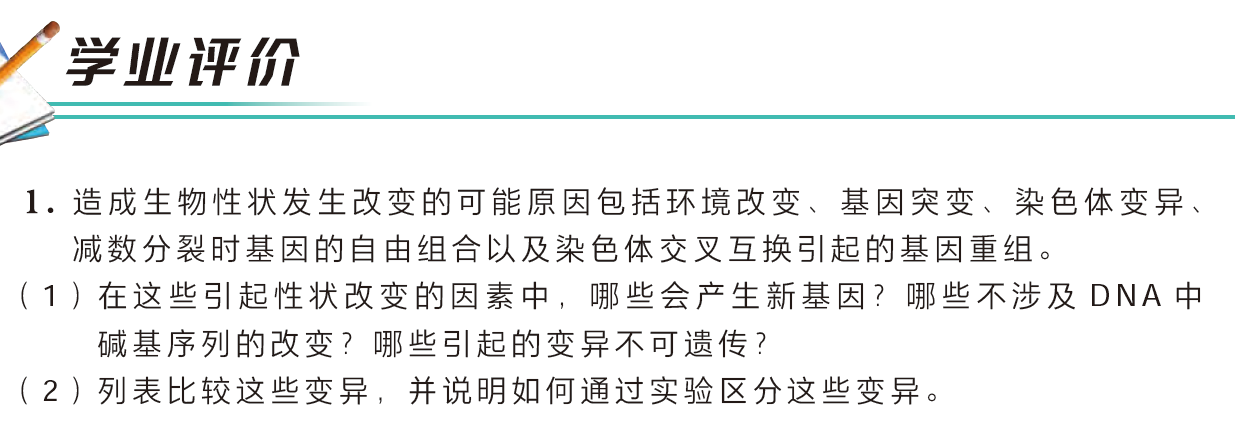 学业评价
1. 造成生物性状发生改变的可能原因包括环境改变、基因突变、染色体变异、
减数分裂时基因的自由组合以及染色体交叉互换引起的基因重组。
（1）在这些引起性状改变的因素中，哪些会产生新基因？哪些不涉及 DNA 中
碱基序列的改变？哪些引起的变异不可遗传？
（2）列表比较这些变异，并说明如何通过实验区分这些变异。